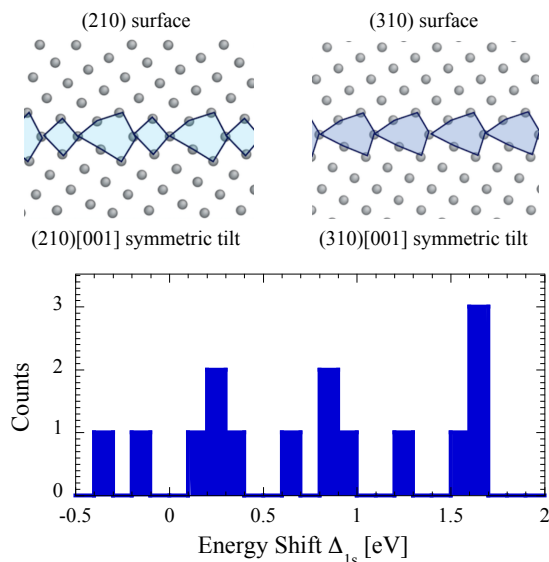 (210) surface (310) surface
(210)[001] symmetric tilt (310)[001] symmetric tilt
3
2
1
0
Counts
-0.5 0 0.5 1 1.5 2
Energy Shift Δ1s [eV]